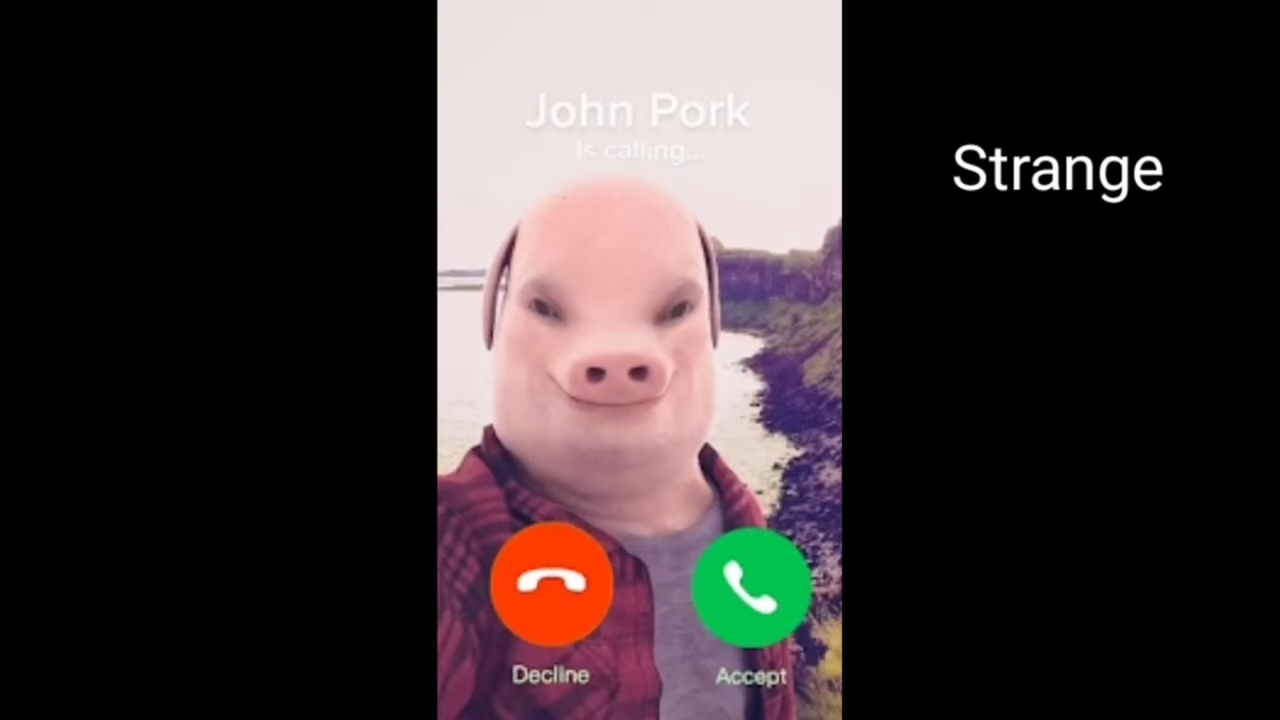 John Pork
Is calling...
Strange
Decline
Accept